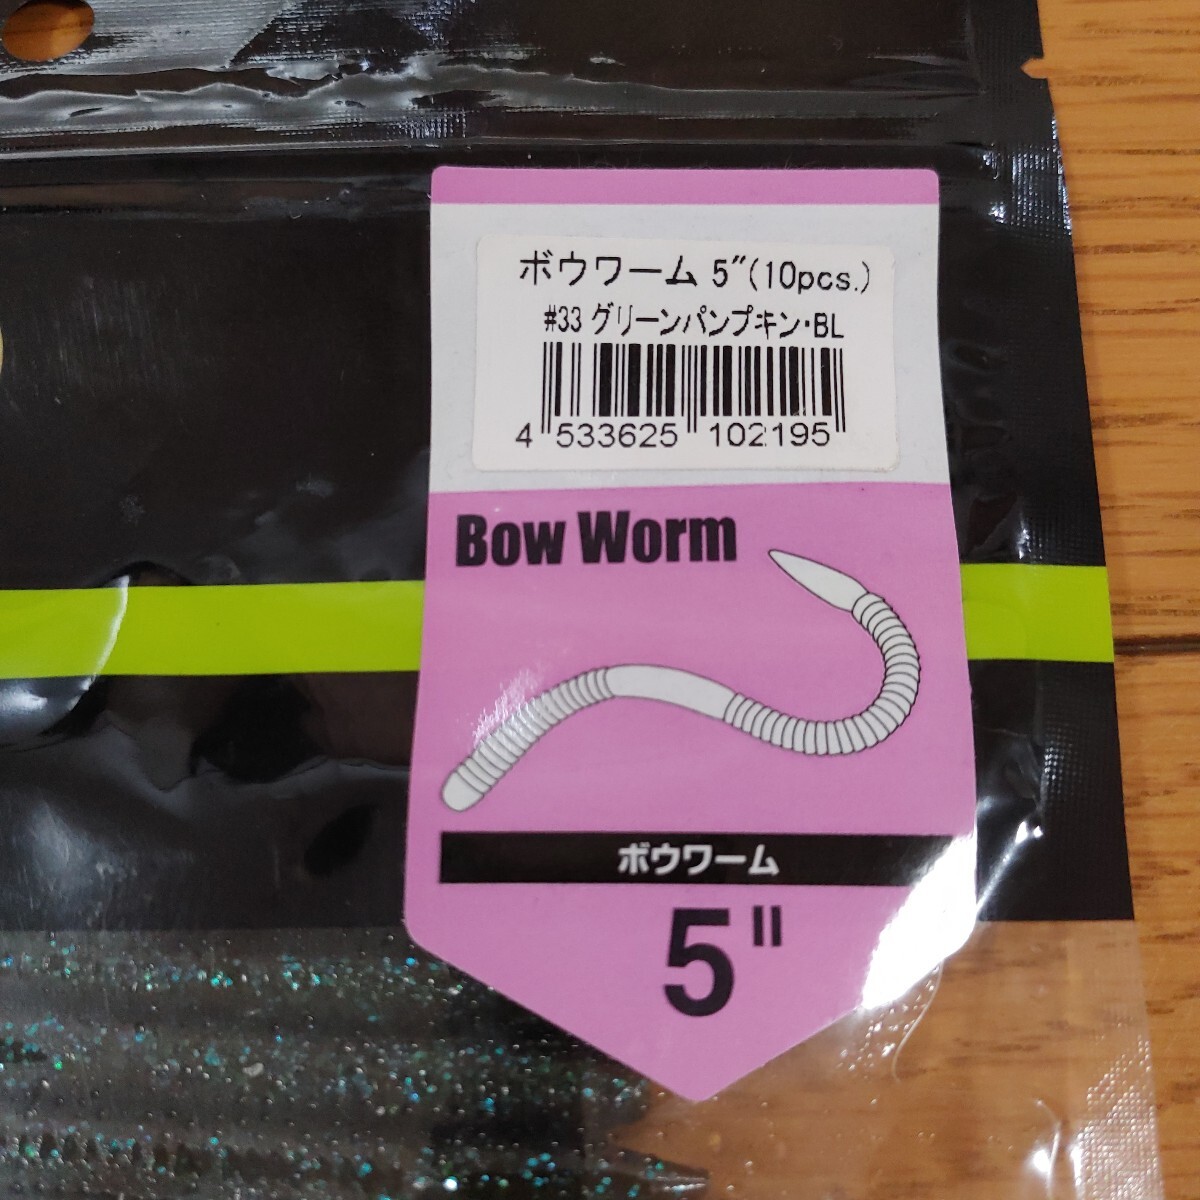 ボウワーム 5"(10pcs.)
#33 グリーンパンプキン・BL
4 533625 102195
Bow Worm
ボウワーム
5"